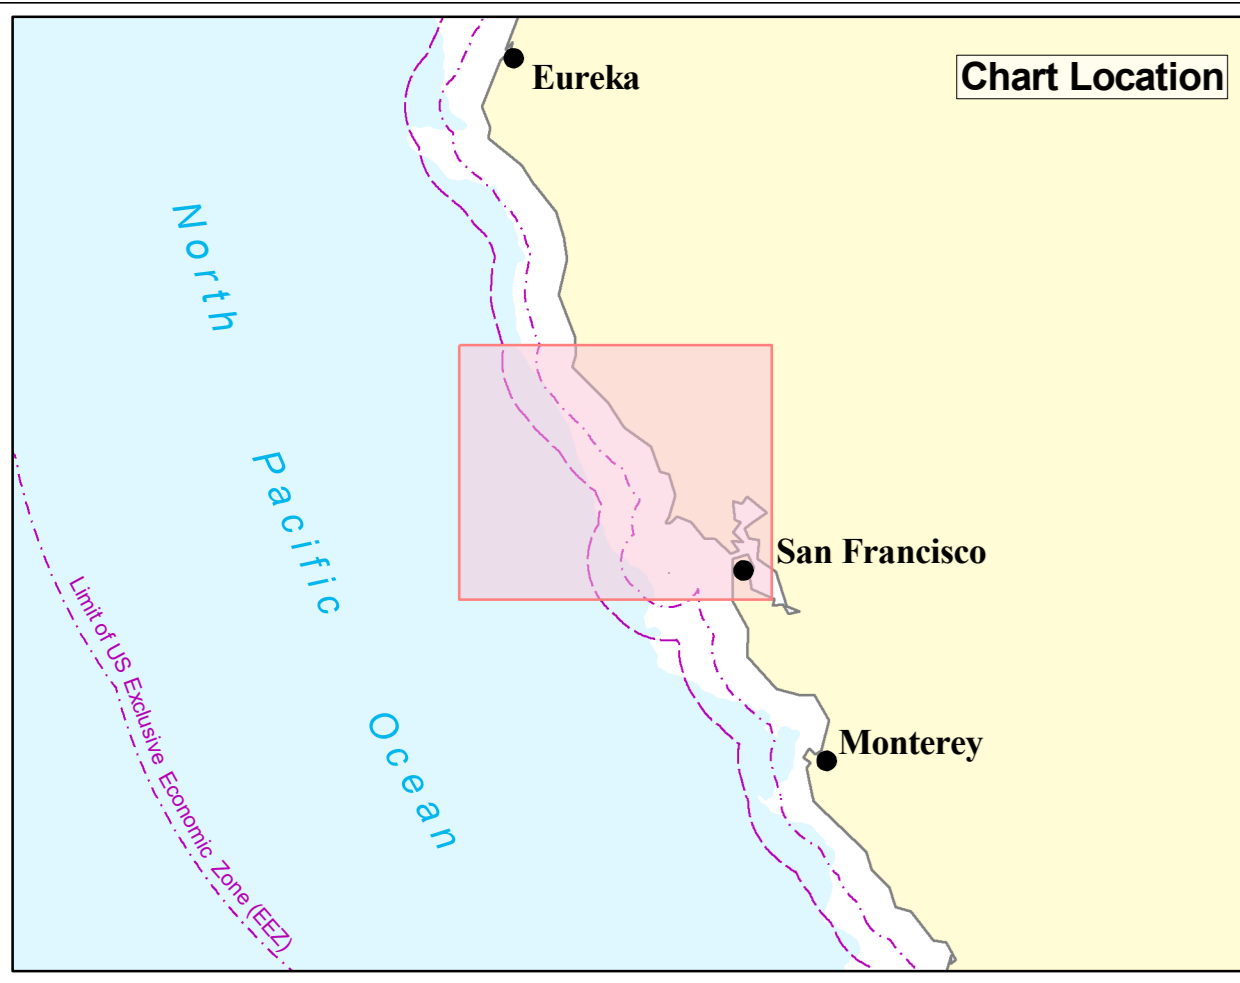 Eureka
Chart Location
North
Pacific
Ocean
San Francisco
Monterey
Limit of US Exclusive Economic Zone (EEZ)